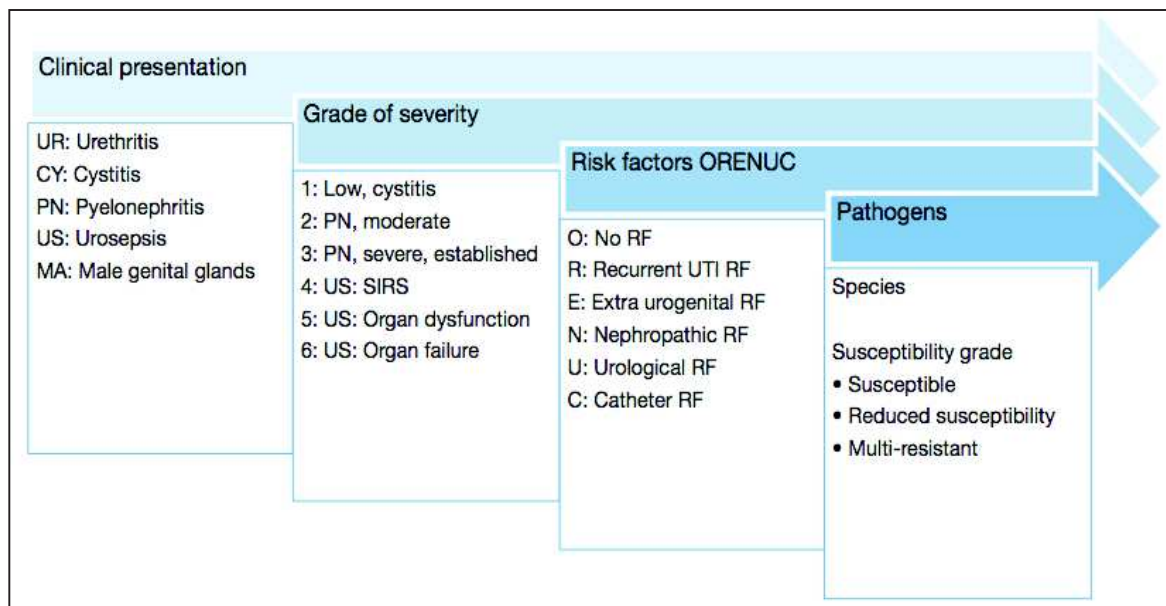 Clinical presentation
UR: Urethritis
CY: Cystitis
PN: Pyelonephritis
US: Urosepsis
MA: Male genital glands
Grade of severity
1: Low, cystitis
2: PN, moderate
3: PN, severe, established
4: US: SIRS
5: US: Organ dysfunction
6: US: Organ failure
Risk factors ORENUC
O: No RF
R: Recurrent UTI RF
E: Extra urogenital RF
N: Nephropathic RF
U: Urological RF
C: Catheter RF
Pathogens
Species
Susceptibility grade
• Susceptible
• Reduced susceptibility
• Multi-resistant